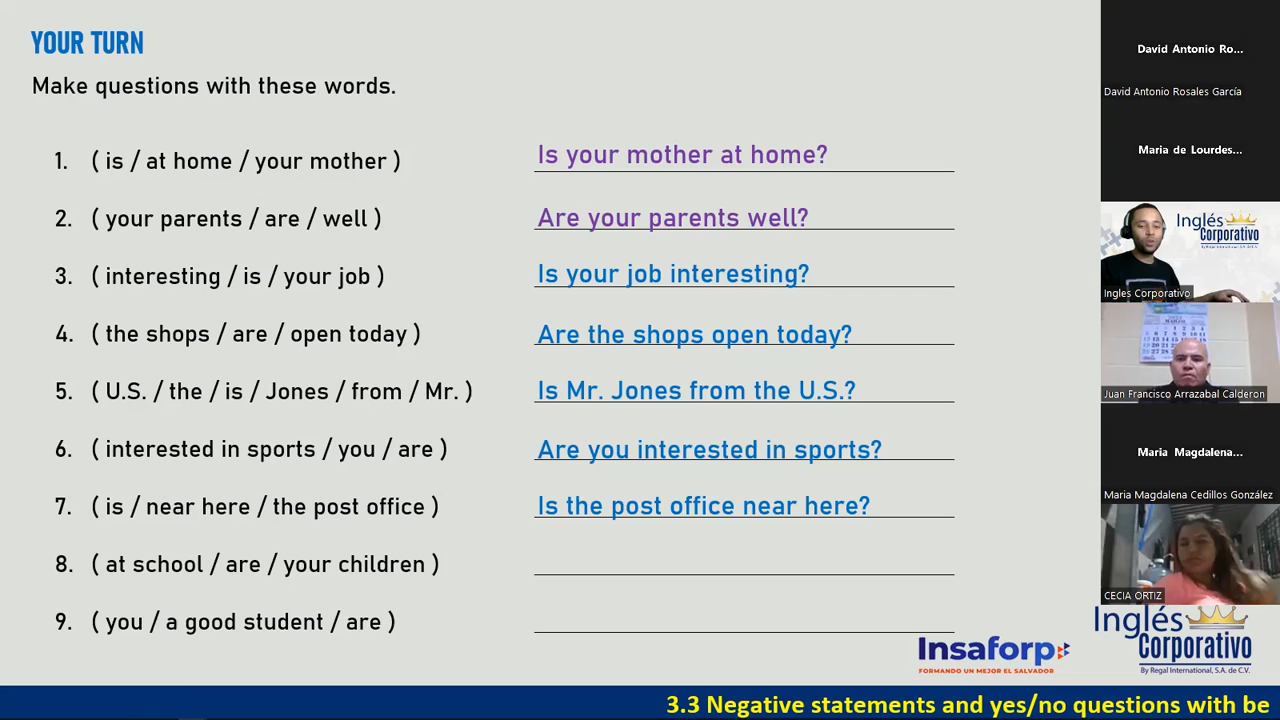 YOUR TURN
Make questions with these words.
1. ( is / at home / your mother ) Is your mother at home?
2. ( your parents / are / well ) Are your parents well?
3. ( interesting / is / your job ) Is your job interesting?
4. ( the shops / are / open today ) Are the shops open today?
5. ( U.S. / the / is / Jones / from / Mr. ) Is Mr. Jones from the U.S.?
6. ( interested in sports / you / are ) Are you interested in sports?
7. ( is / near here / the post office ) Is the post office near here?
8. ( at school / are / your children )
9. ( you / a good student / are )
Insaforp
FORMANDO UN MEJOR EL SALVADOR
Inglés
Corporativo
By Regal International, S.A. de C.V.
3.3 Negative statements and yes/no questions with be
David Antonio Ro...
David Antonio Rosales García
Maria de Lourdes...
Inglés
Corporativo
Ingles Corporativo
Juan Francisco Arrazabal Calderon
Maria Magdalena...
Maria Magdalena Cedillos González
CECIA ORTIZ